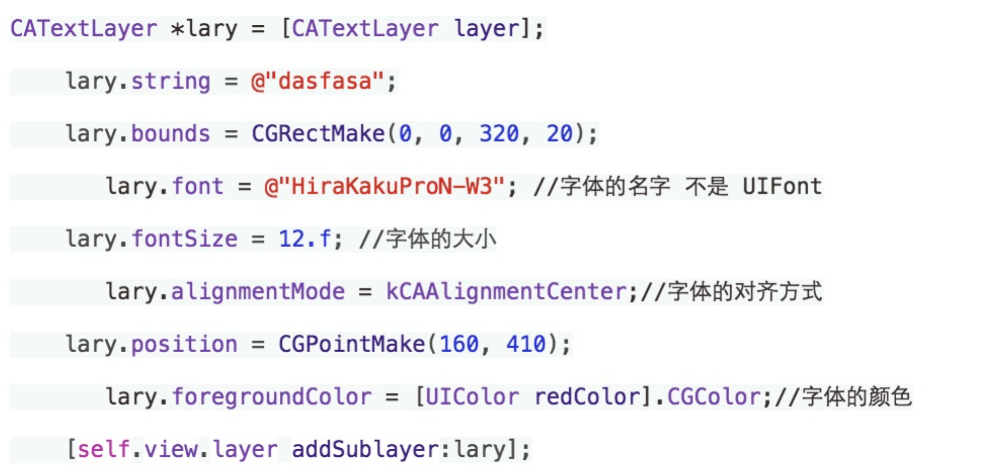 CATextLayer *lary = [CATextLayer layer];
lary.string = @"dasfasa";
lary.bounds = CGRectMake(0, 0, 320, 20);
lary.font = @"HiraKakuProN-W3"; //字体的名字 不是 UIFont
lary.fontSize = 12.f; //字体的大小
lary.alignmentMode = kCAAlignmentCenter;//字体的对齐方式
lary.position = CGPointMake(160, 410);
lary.foregroundColor = [UIColor redColor].CGColor;//字体的颜色
[self.view.layer addSublayer:lary];